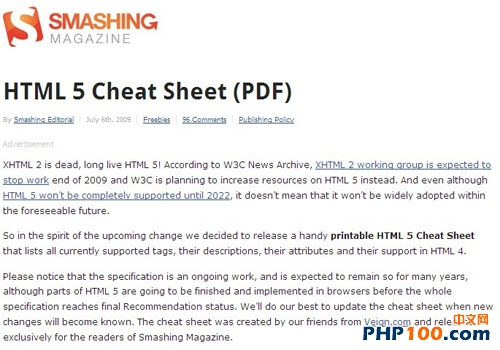 SMASHING
MAGAZINE
HTML 5 Cheat Sheet (PDF)
By Smashing Editorial | July 6th, 2009 | Freebies | 96 Comments | Publishing Policy
Advertisement
XHTML 2 is dead, long live HTML 5! According to W3C News Archive, XHTML 2 working group is expected to
stop work end of 2009 and W3C is planning to increase resources on HTML 5 instead. And even although
HTML 5 won't be completely supported until 2022, it doesn't mean that it won't be widely adopted within
the foreseeable future.
So in the spirit of the upcoming change we decided to release a handy printable HTML 5 Cheat Sheet
that lists all currently supported tags, their descriptions, their attributes and their support in HTML 4.
Please notice that the specification is an ongoing work, and is expected to remain so for many years,
although parts of HTML 5 are going to be finished and implemented in browsers before the whole
specification reaches final Recommendation status. We'll do our best to update the cheat sheet when new
changes will become known. The cheat sheet was created by our friends from Veign.com and rele
exclusively for the readers of Smashing Magazine.
PHP100.com 中文网